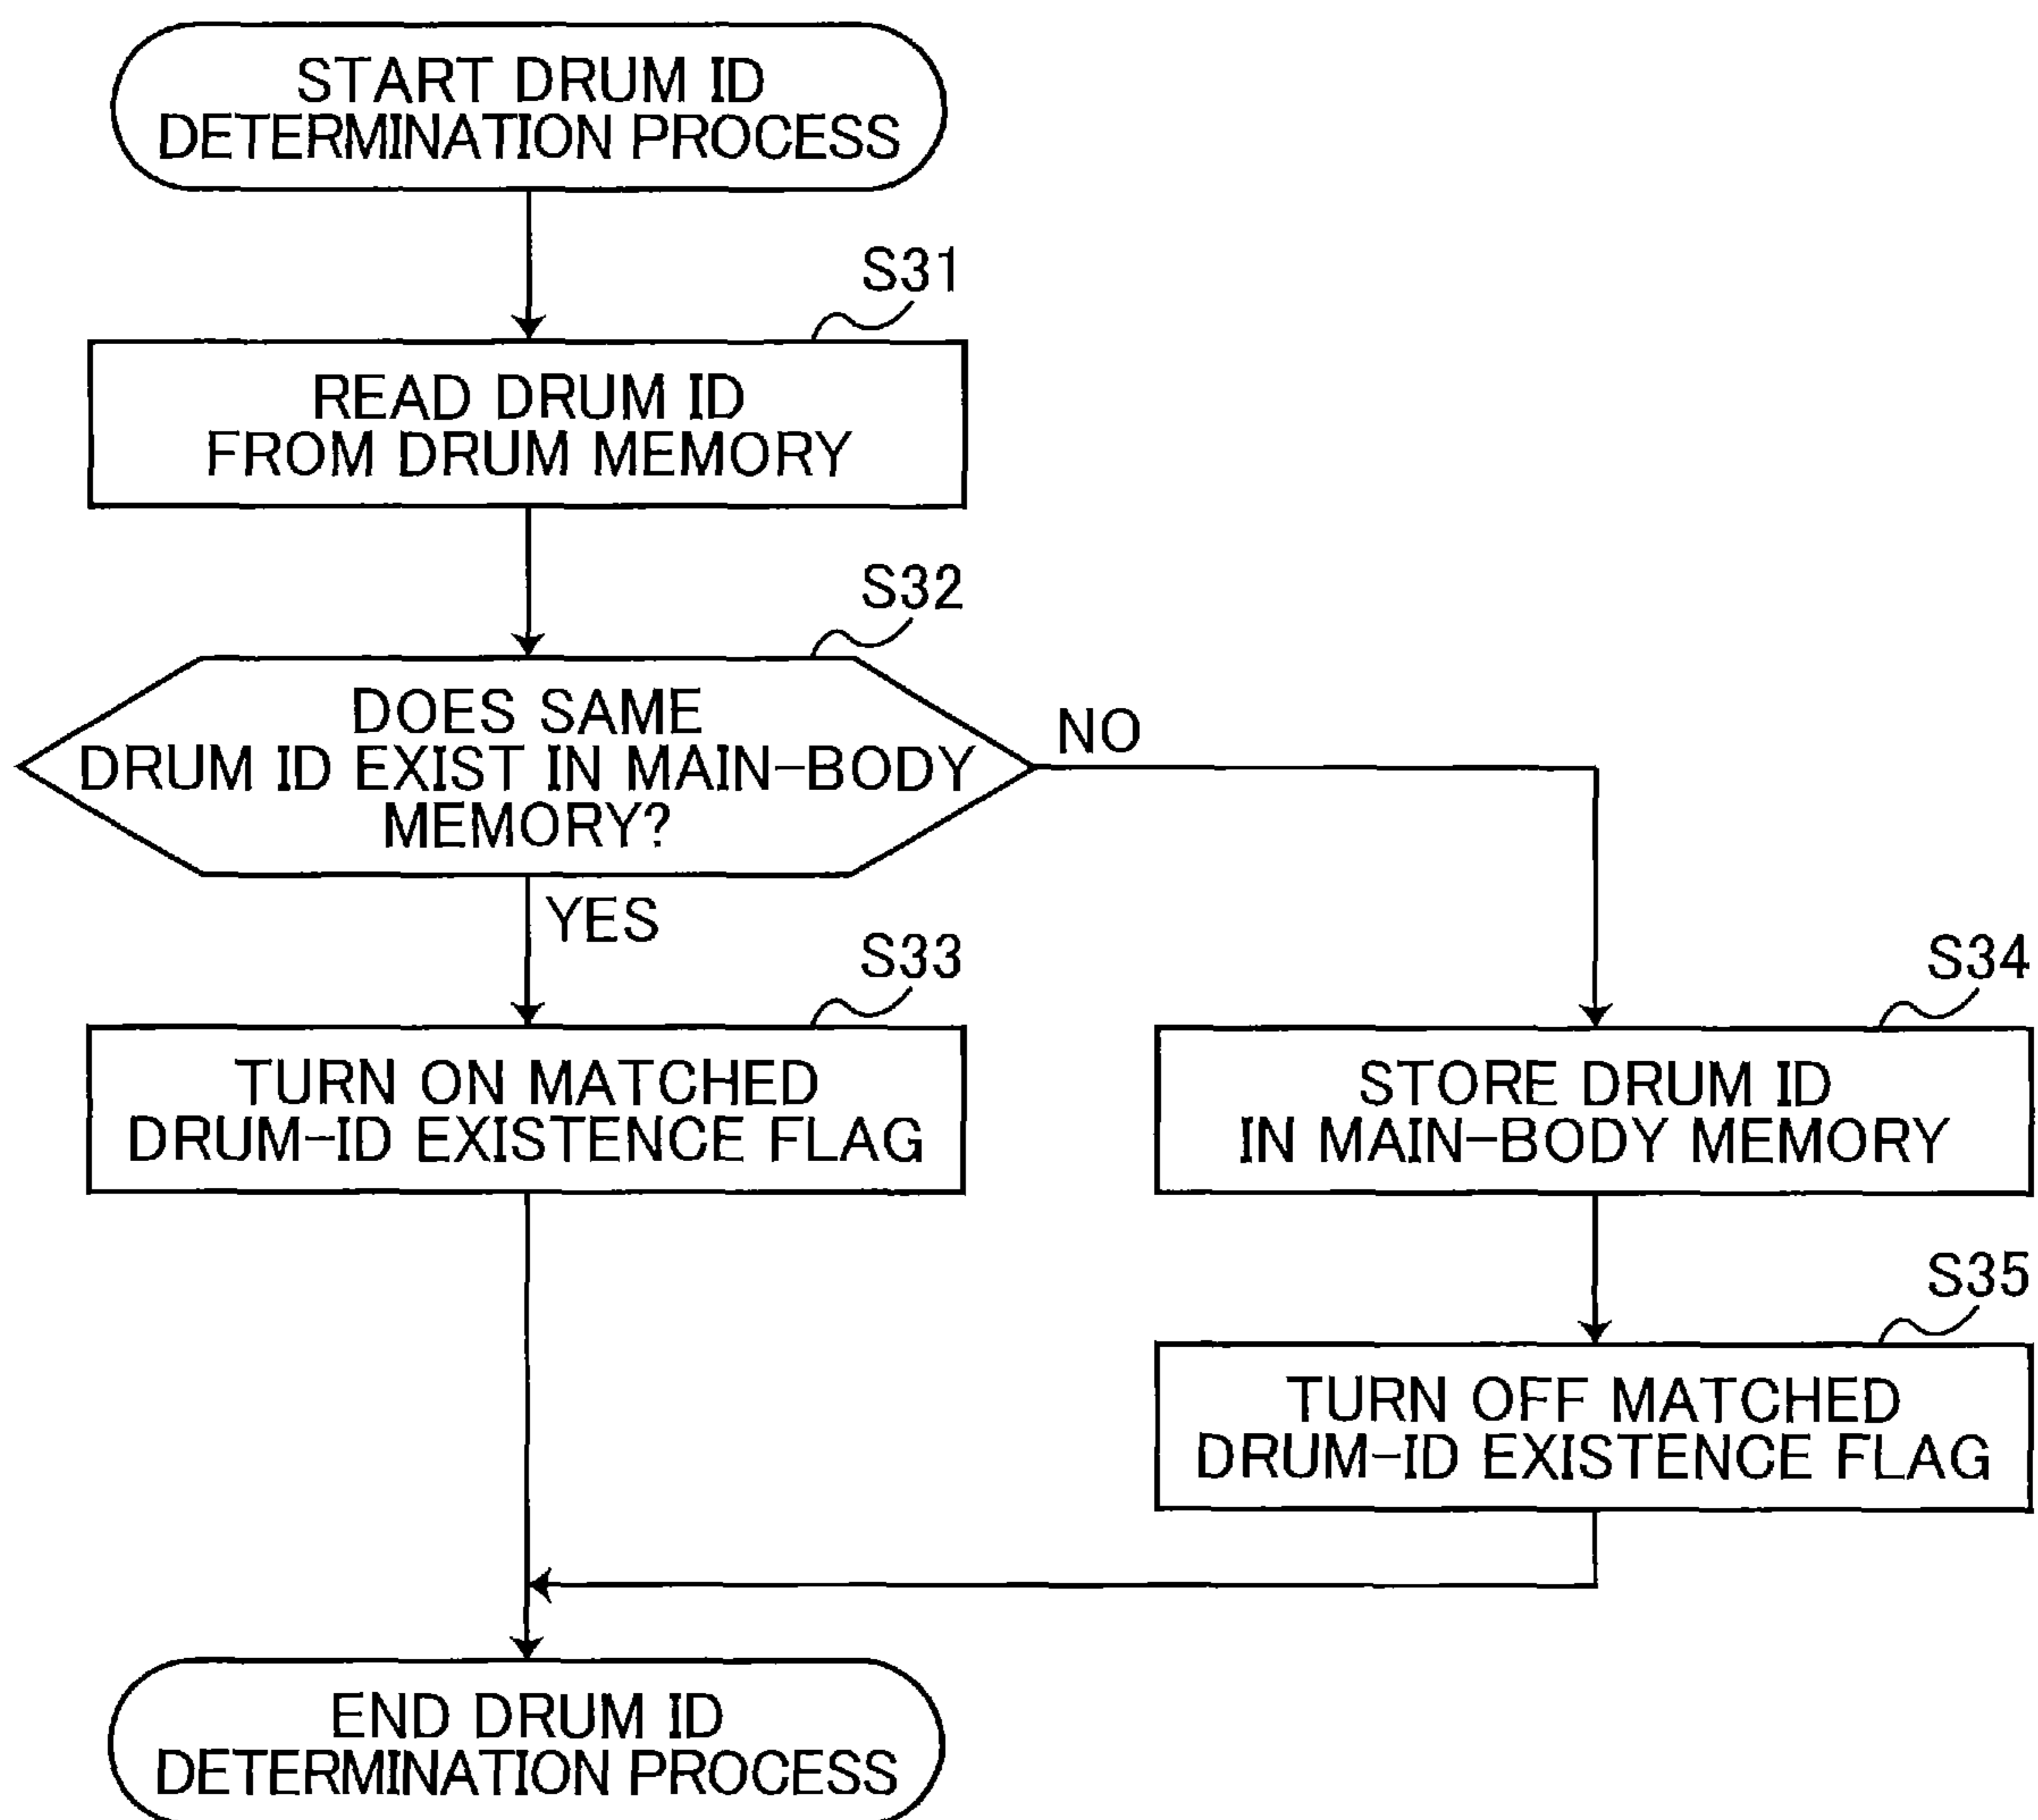 START DRUM ID
DETERMINATION PROCESS
S31
READ DRUM ID
FROM DRUM MEMORY
S32
DOES SAME
DRUM ID EXIST IN MAIN-BODY
MEMORY?
NO
YES
S33
TURN ON MATCHED
DRUM-ID EXISTENCE FLAG
S34
STORE DRUM ID
IN MAIN-BODY MEMORY
S35
TURN OFF MATCHED
DRUM-ID EXISTENCE FLAG
END DRUM ID
DETERMINATION PROCESS